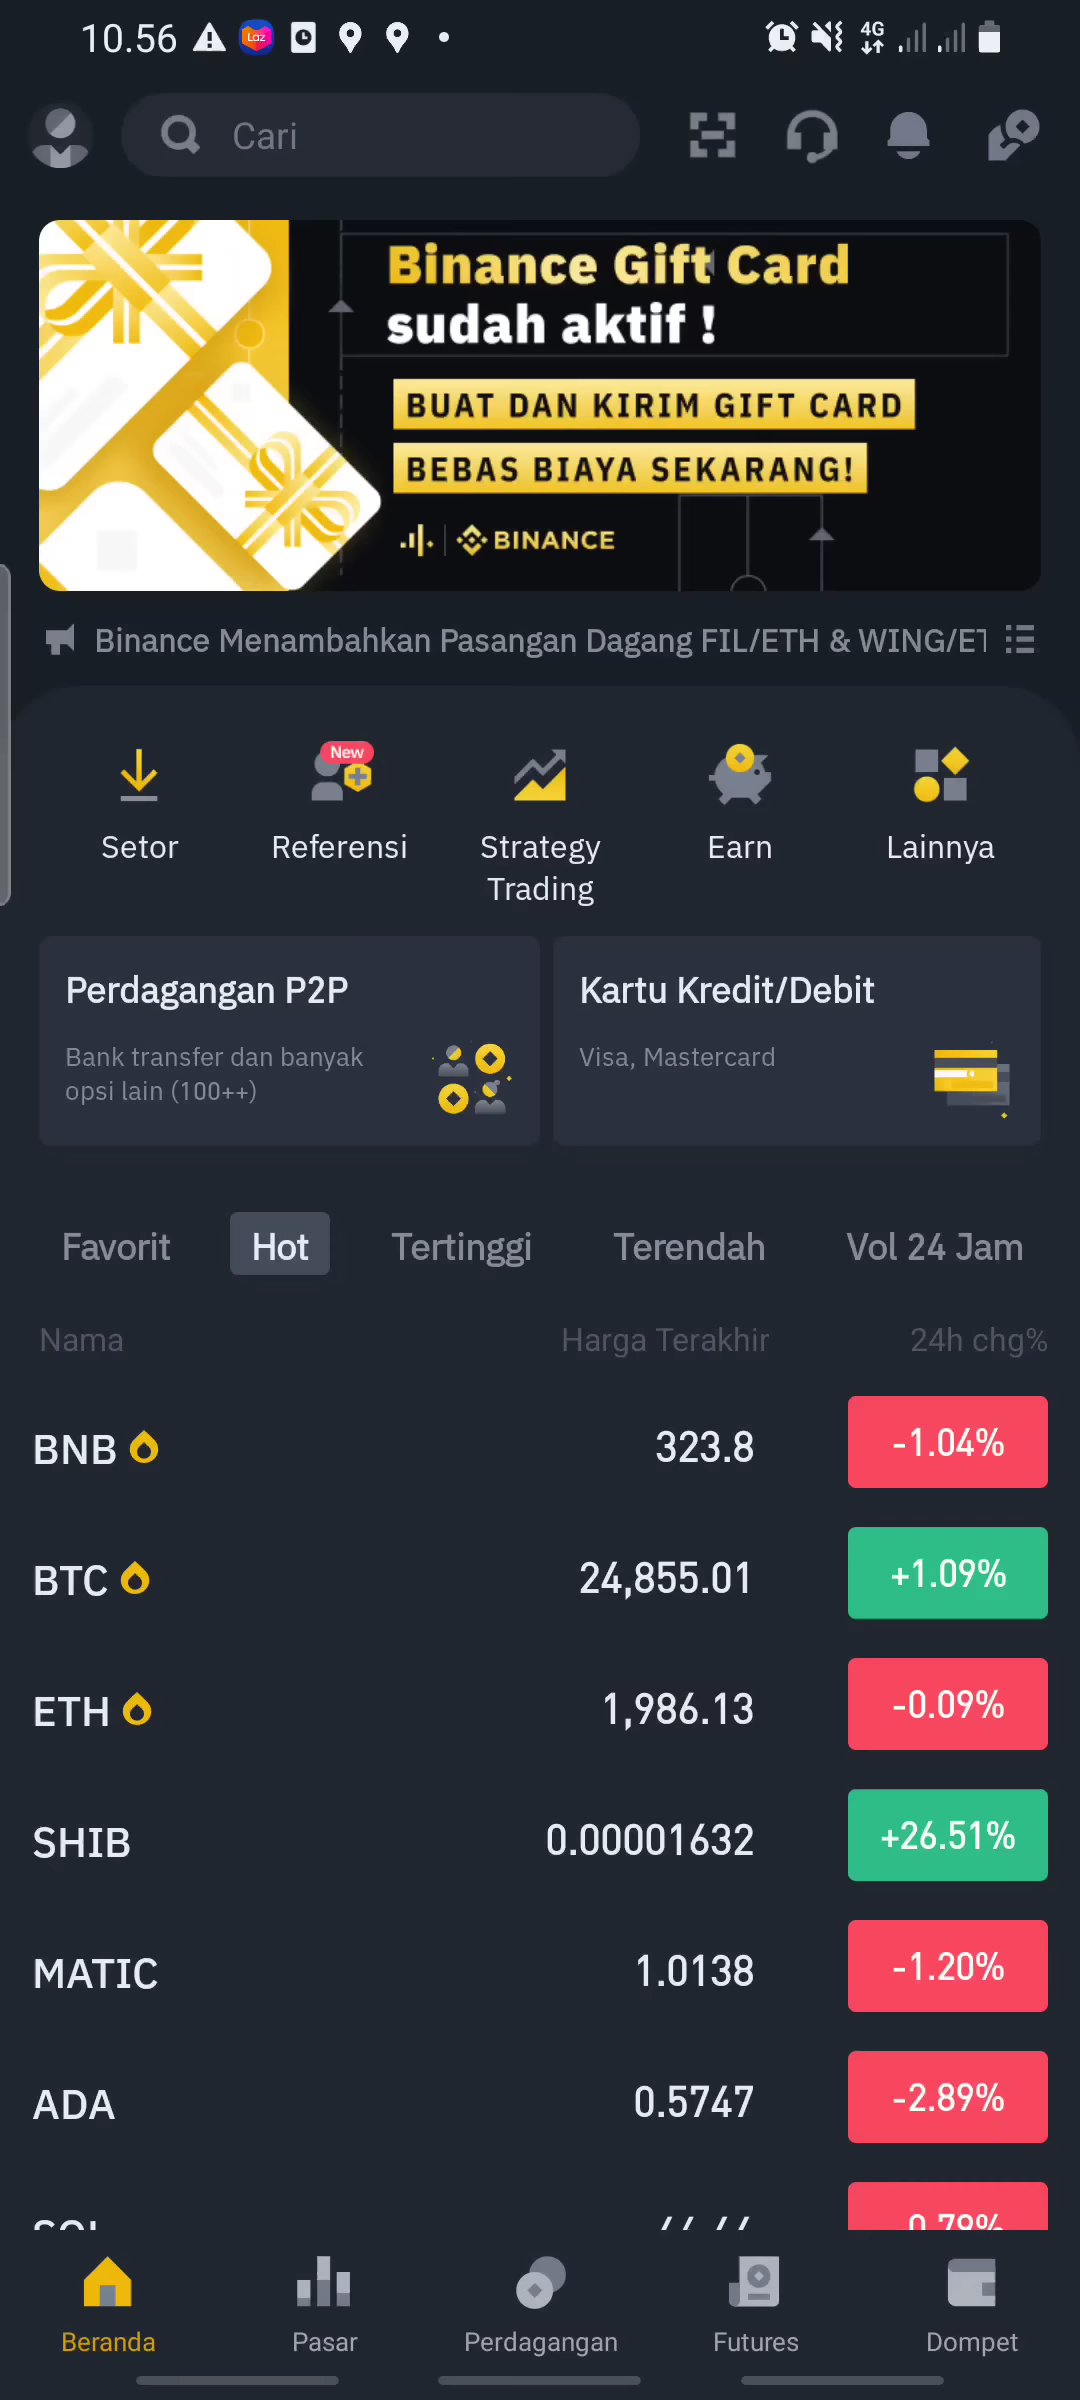 10.56
Laz
4G
Cari
Binance Gift Card
sudah aktif !
BUAT DAN KIRIM GIFT CARD
BEBAS BIAYA SEKARANG!
BINANCE
Binance Menambahkan Pasangan Dagang FIL/ETH & WING/ET
New
Setor
Referensi
Strategy
Trading
Earn
Lainnya
Perdagangan P2P
Bank transfer dan banyak
opsi lain (100++)
Kartu Kredit/Debit
Visa, Mastercard
Favorit Hot Tertinggi Terendah Vol 24 Jam
Nama Harga Terakhir 24h chg%
BNB 323.8 -1.04%
BTC 24,855.01 +1.09%
ETH 1,986.13 -0.09%
SHIB 0.00001632 +26.51%
MATIC 1.0138 -1.20%
ADA 0.5747 -2.89%
Beranda Pasar Perdagangan Futures Dompet